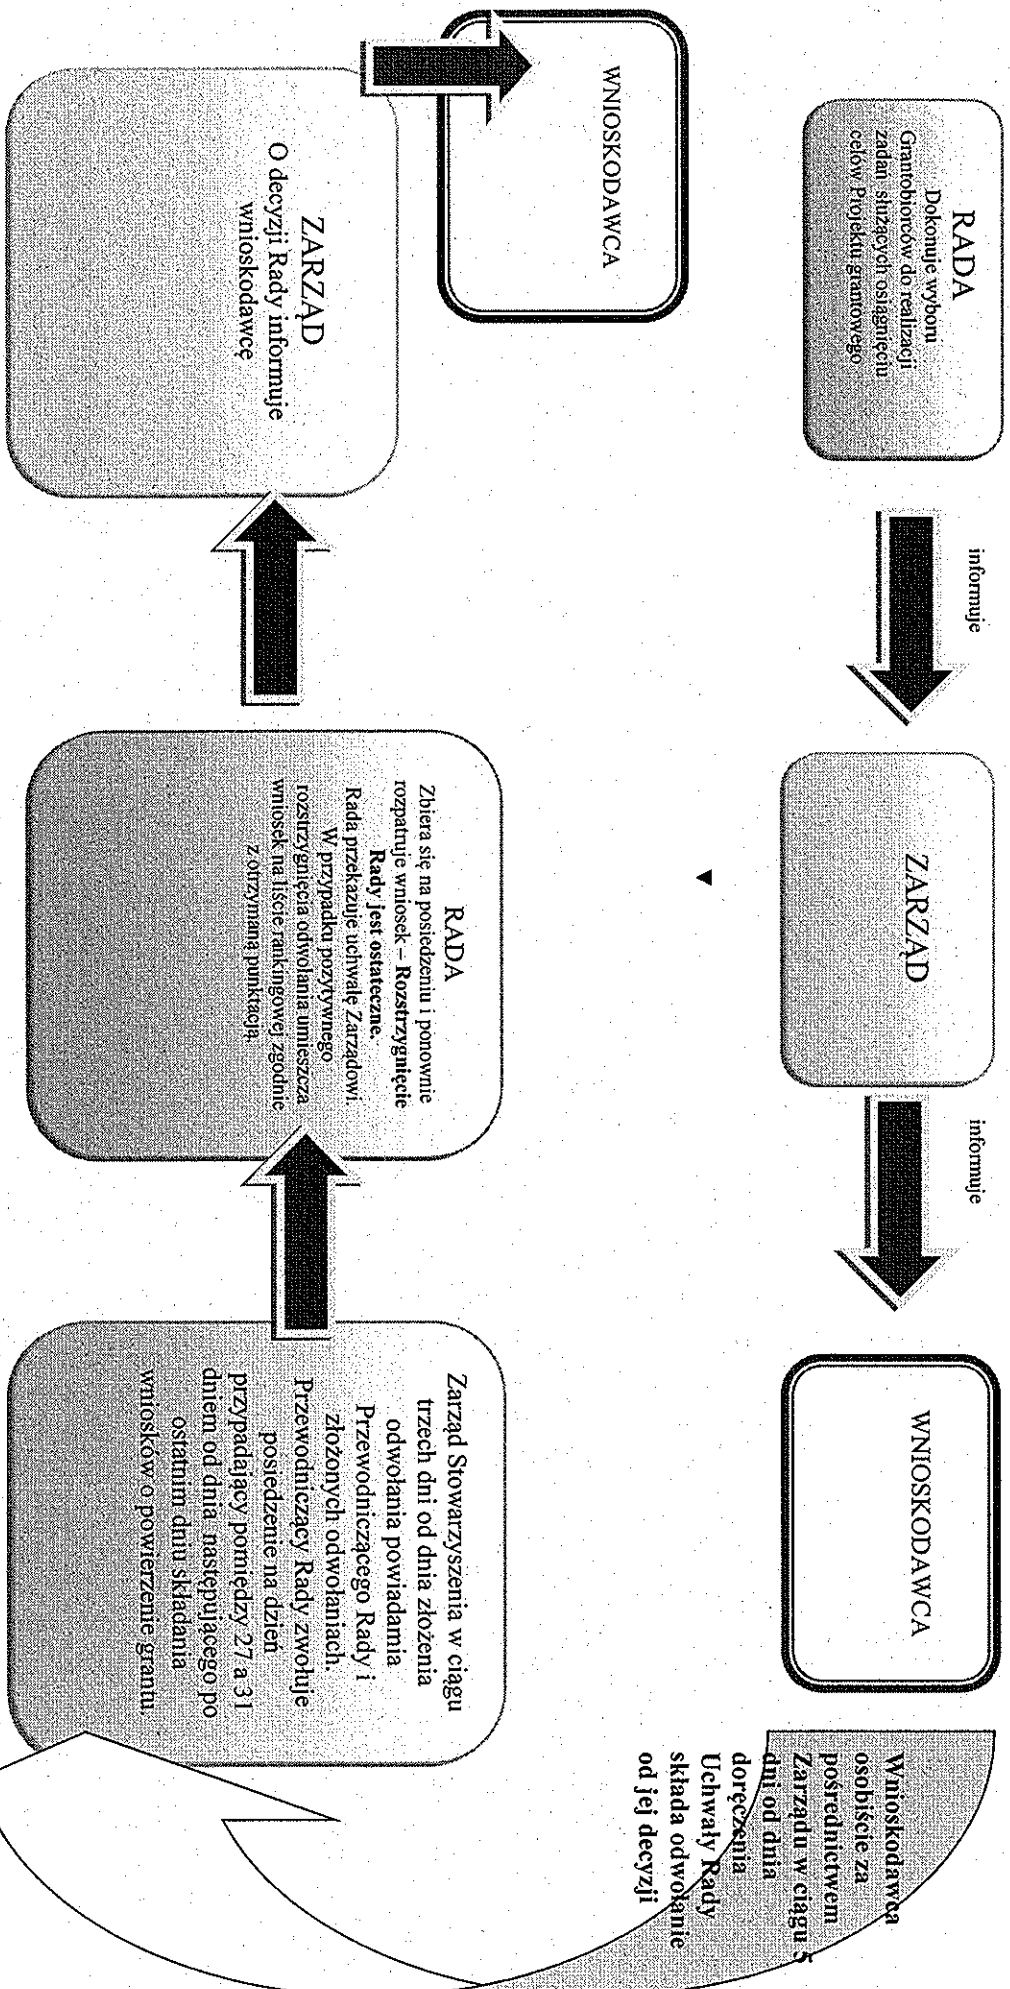 RADA
Dokonuje wyboru
Grantobiorców do realizacji
zadań służących osiągnięciu
celów Projektu grantowego
informuje
ZARZĄD
informuje
WNIOSKODAWCA
Wnioskodawca
osobiście za
pośrednictwem
Zarządu w ciągu 5
dni od dnia
doręczenia
Uchwały Rady
składa odwołanie
od jej decyzji
Zarząd Stowarzyszenia w ciągu
trzech dni od dnia złożenia
odwołania powiadamia
Przewodniczącego Rady i
złożonych odwołaniach.
Przewodniczący Rady zwołuje
posiedzenie na dzień
przypadający pomiędzy 27 a 31
dniem od dnia następującego po
ostatnim dniu składania
wniosków o powierzenie grantu.
RADA
Zbiera się na posiedzeniu i ponownie
rozpatruje wniosek – Rozstrzygnięcie
Rady jest ostateczne.
Rada przekazuje uchwałę Zarządowi.
W przypadku pozytywnego
rozstrzygnięcia odwołania umieszcza
wniosek na liście rankingowej zgodnie
z otrzymaną punktacją.
ZARZĄD
O decyzji Rady informuje
wnioskodawcę
WNIOSKODAWCA